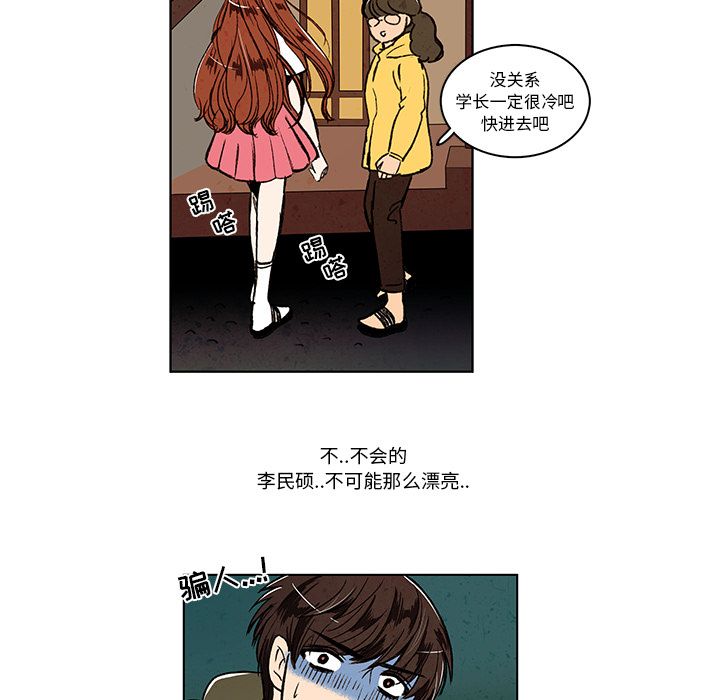 没关系
学长一定很冷吧
快进去吧
踢
嗒
踢
嗒
不..不会的
李民硕..不可能那么漂亮..
骗人...!